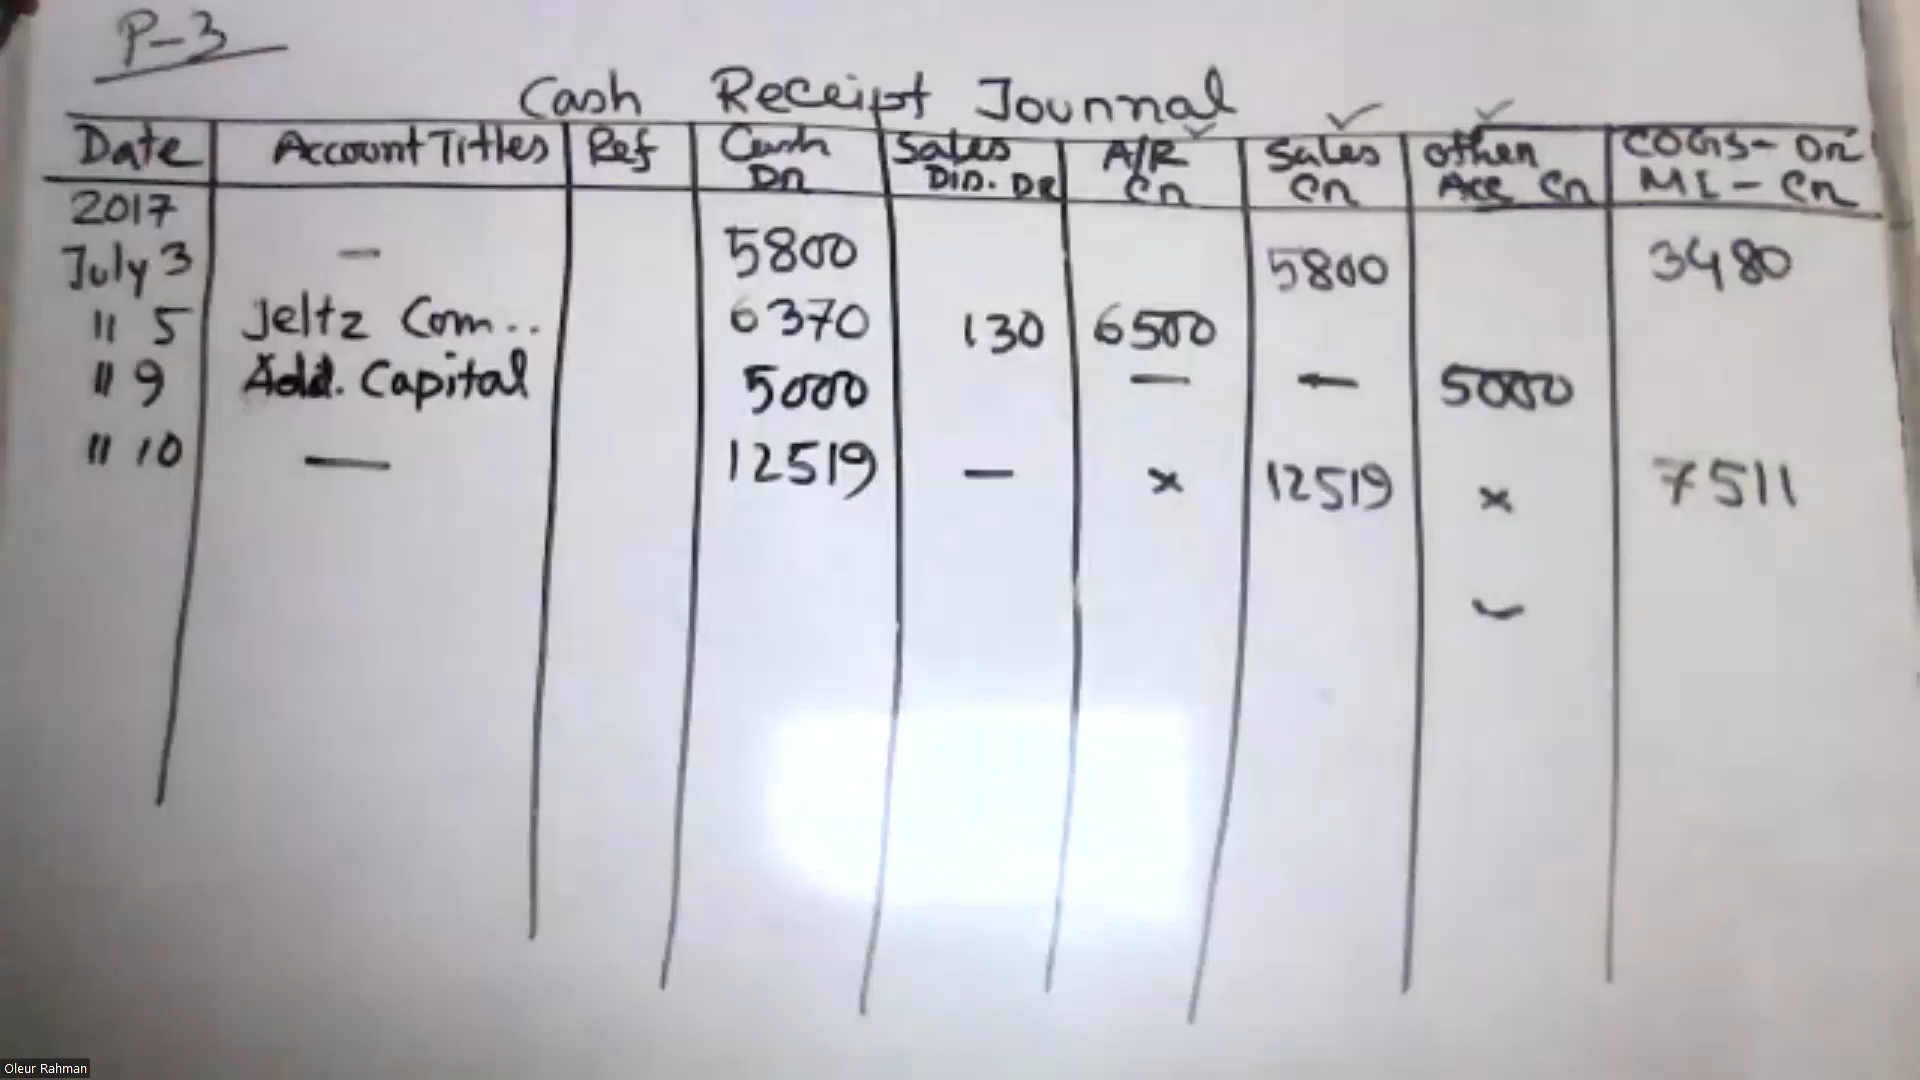 P-3
Cash Receipt Journal
Date Account Titles Ref Cash Dr Sales Dis. Dr A/R Cr Sales Cr Other Acc Cr COGS-Dr MI-Cr
2017
July 3 — 5800 5800 3480
" 5 Jeltz Com.. 6370 130 6500
" 9 Add. Capital 5000 — — 5000
" 10 — 12519 — x 12519 x 7511
Oleur Rahman